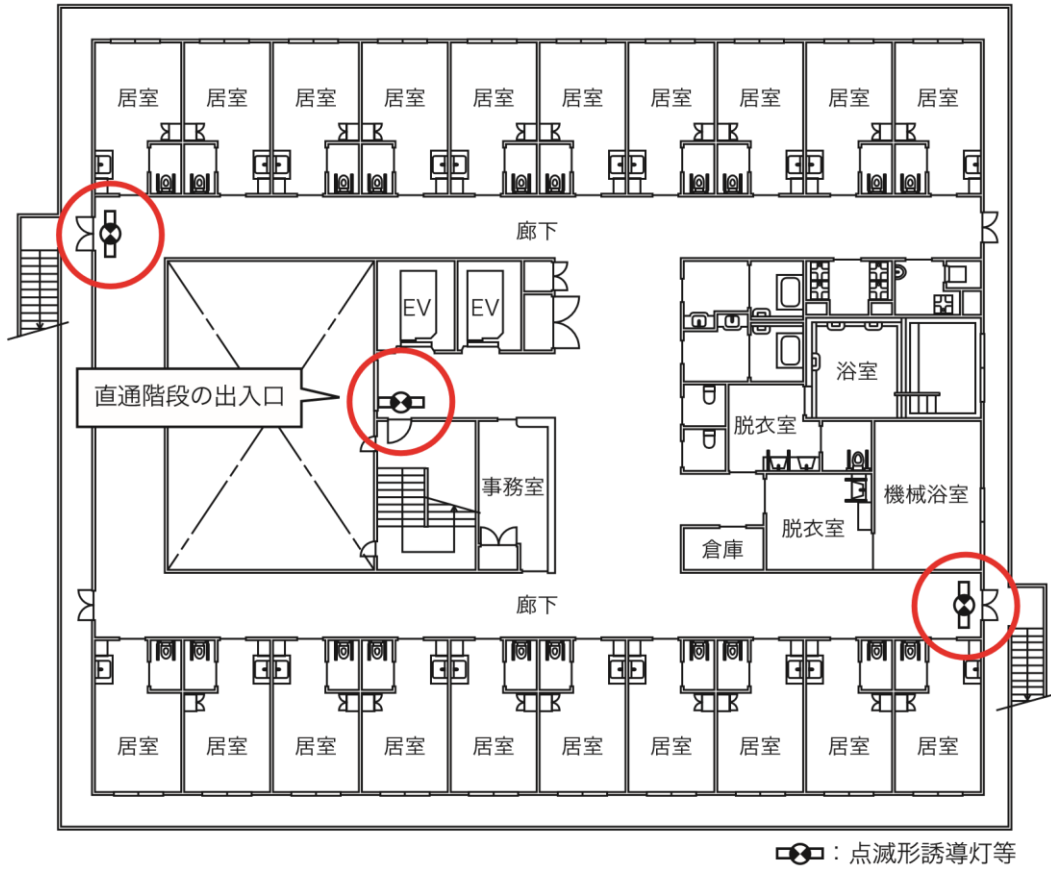 居室 居室 居室 居室 居室 居室 居室 居室 居室 居室
廊下
EV EV
浴室
直通階段の出入口
脱衣室
事務室
機械浴室
脱衣室
倉庫
廊下
居室 居室 居室 居室 居室 居室 居室 居室 居室 居室
:点滅形誘導灯等